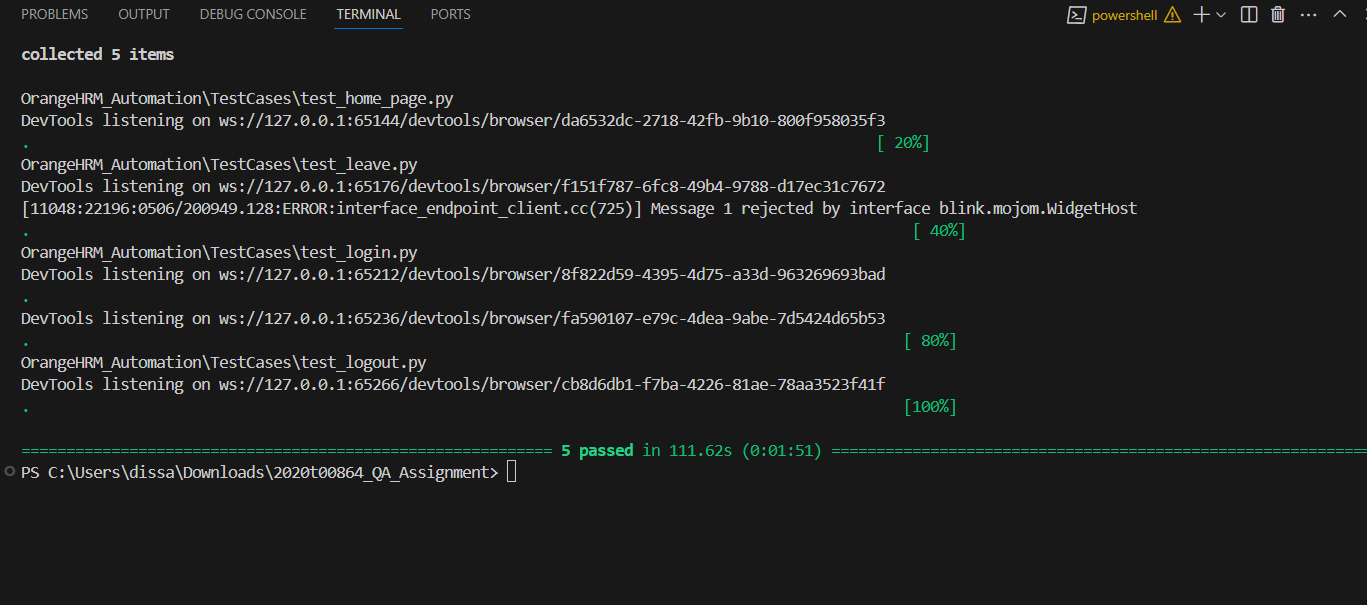 PROBLEMS OUTPUT DEBUG CONSOLE TERMINAL PORTS powershell
collected 5 items
OrangeHRM_Automation\TestCases\test_home_page.py
DevTools listening on ws://127.0.0.1:65144/devtools/browser/da6532dc-2718-42fb-9b10-800f958035f3
. [ 20%]
OrangeHRM_Automation\TestCases\test_leave.py
DevTools listening on ws://127.0.0.1:65176/devtools/browser/f151f787-6fc8-49b4-9788-d17ec31c7672
[11048:22196:0506/200949.128:ERROR:interface_endpoint_client.cc(725)] Message 1 rejected by interface blink.mojom.WidgetHost
. [ 40%]
OrangeHRM_Automation\TestCases\test_login.py
DevTools listening on ws://127.0.0.1:65212/devtools/browser/8f822d59-4395-4d75-a33d-963269693bad
.
DevTools listening on ws://127.0.0.1:65236/devtools/browser/fa590107-e79c-4dea-9abe-7d5424d65b53
. [ 80%]
OrangeHRM_Automation\TestCases\test_logout.py
DevTools listening on ws://127.0.0.1:65266/devtools/browser/cb8d6db1-f7ba-4226-81ae-78aa3523f41f
. [100%]
=========================================================== 5 passed in 111.62s (0:01:51) ===========================================================
PS C:\Users\dissa\Downloads\2020t00864_QA_Assignment>